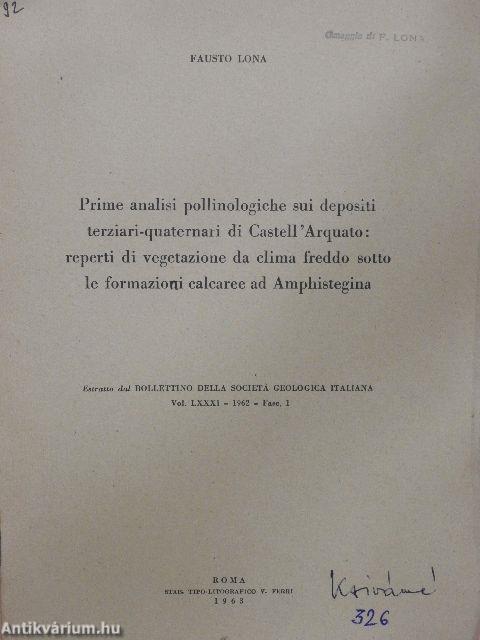 92
Omaggio di F. LONA
FAUSTO LONA
Prime analisi pollinologiche sui depositi
terziari-quaternari di Castell'Arquato:
reperti di vegetazione da clima freddo sotto
le formazioni calcaree ad Amphistegina
Estratto dal BOLLETTINO DELLA SOCIETÀ GEOLOGICA ITALIANA
Vol. LXXXI - 1962 - Fasc. 1
ROMA
STAB. TIPO-LITOGRAFICO V. FERRI
1963
326
Antikvárium.hu